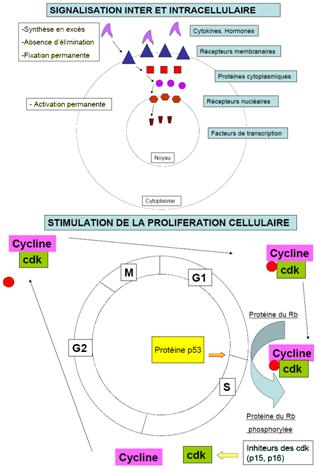 SIGNALISATION INTER ET INTRACELLULAIRE
-Synthèse en excés
-Absence d'élimination
-Fixation permanente
Cytokines, Hormones
Récepteurs membranaires
Protéines cytoplasmiques
- Activation permanente
Récepteurs nucléaires
Facteurs de transcription
Noyau
Cytoplasme
STIMULATION DE LA PROLIFERATION CELLULAIRE
Cycline
cdk
Cycline
cdk
M
G1
Protéine du Rb
G2
Protéine p53
Cycline
cdk
S
Protéine du Rb
phosphorylée
Cycline
cdk
Inhiteurs des cdk
(p15, p16)